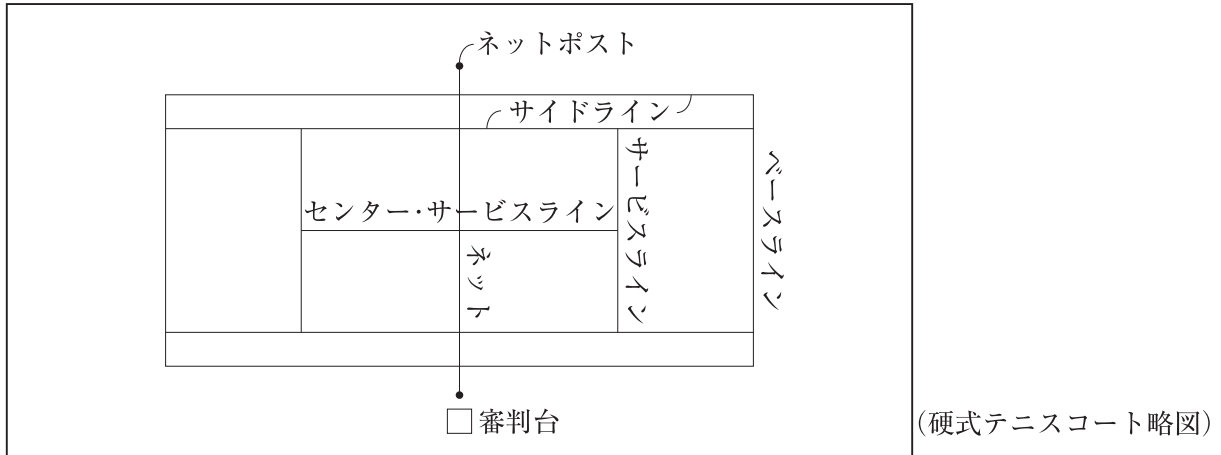 ネットポスト
サイドライン
センター・サービスライン
サービスライン
ベースライン
ネット
審判台
(硬式テニスコート略図)